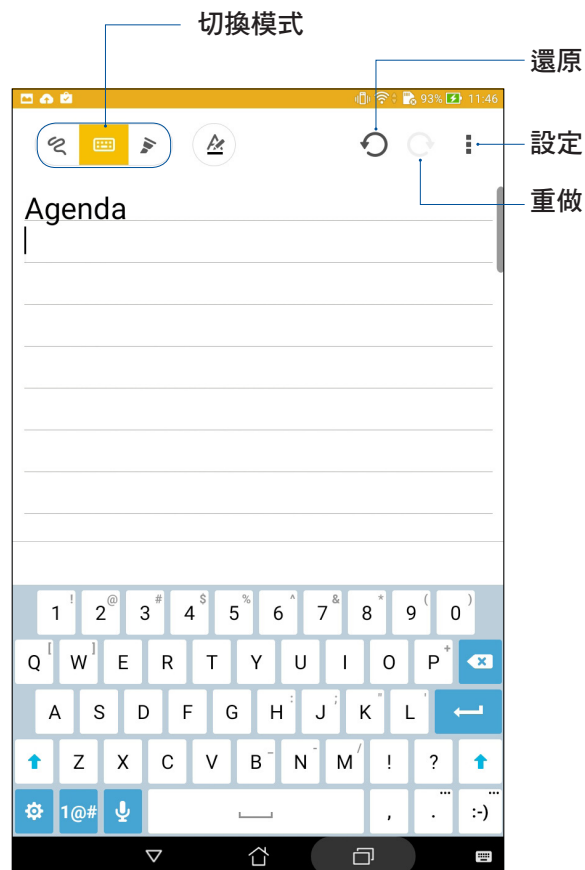 切換模式
還原
93% 11:46
設定
重做
Agenda
1 ! 2 @ 3 # 4 $ 5 % 6 ^ 7 & 8 * 9 ( 0 )
Q [ W ] E R T Y U I O P +
A S D F G H : J ; K " L '
Z X C V B _ N - M / ! ?
1@# , . ... :-) ...